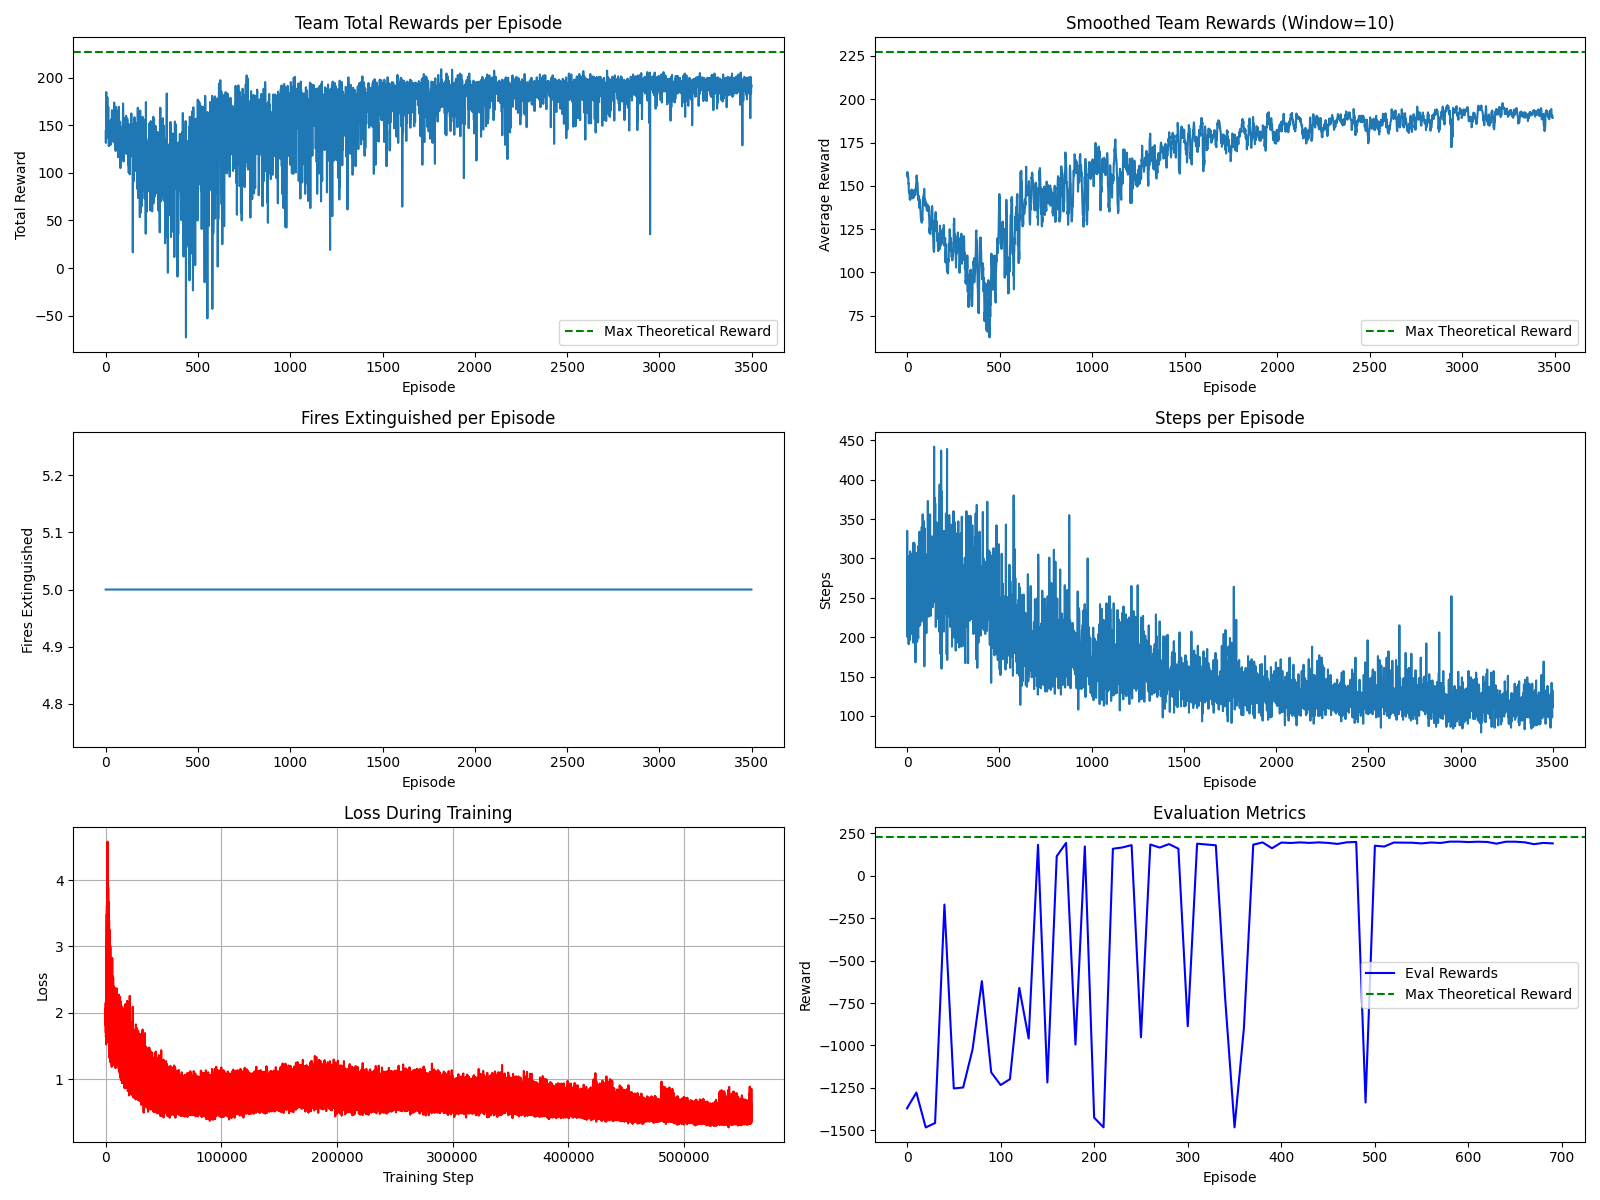 Team Total Rewards per Episode
Total Reward
200
150
100
50
0
−50
Max Theoretical Reward
0 500 1000 1500 2000 2500 3000 3500
Episode
Smoothed Team Rewards (Window=10)
Average Reward
225
200
175
150
125
100
75
Max Theoretical Reward
0 500 1000 1500 2000 2500 3000 3500
Episode
Fires Extinguished per Episode
Fires Extinguished
5.2
5.1
5.0
4.9
4.8
0 500 1000 1500 2000 2500 3000 3500
Episode
Steps per Episode
Steps
450
400
350
300
250
200
150
100
0 500 1000 1500 2000 2500 3000 3500
Episode
Loss During Training
Loss
4
3
2
1
0 100000 200000 300000 400000 500000
Training Step
Evaluation Metrics
Reward
250
0
−250
−500
−750
−1000
−1250
−1500
Eval Rewards
Max Theoretical Reward
0 100 200 300 400 500 600 700
Episode